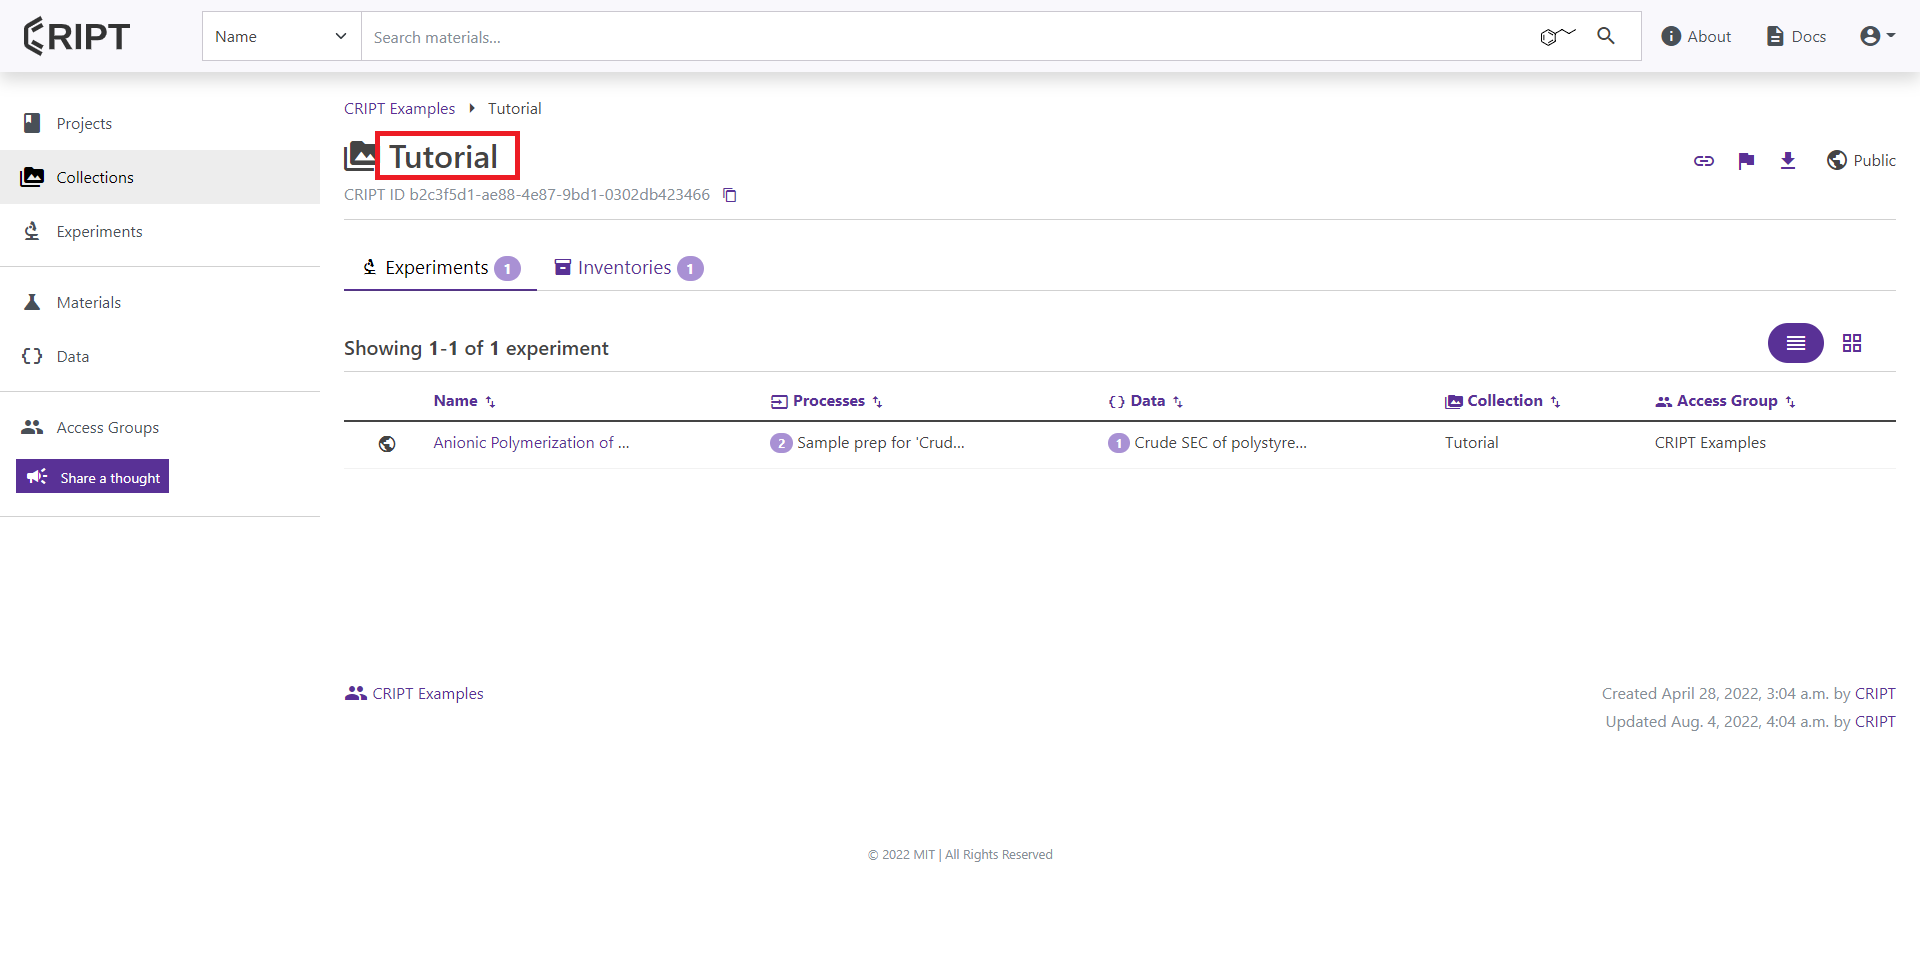 CRIPT
Name
Search materials...
About
Docs
Projects
Collections
Experiments
Materials
Data
Access Groups
Share a thought
CRIPT Examples Tutorial
Tutorial
CRIPT ID b2c3f5d1-ae88-4e87-9bd1-0302db423466
Public
Experiments 1
Inventories 1
Showing 1-1 of 1 experiment
Name Processes Data Collection Access Group
Anionic Polymerization of ... 2 Sample prep for 'Crud... 1 Crude SEC of polystyre... Tutorial CRIPT Examples
CRIPT Examples
Created April 28, 2022, 3:04 a.m. by CRIPT
Updated Aug. 4, 2022, 4:04 a.m. by CRIPT
© 2022 MIT | All Rights Reserved